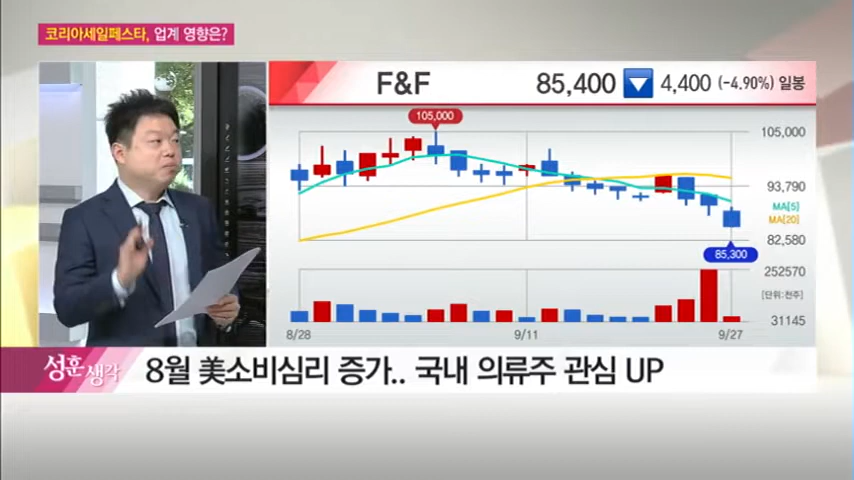 코리아세일페스타, 업계 영향은?
F&F 85,400 4,400 (-4.90%) 일봉
105,000
105,000
93,790
MA[5]
MA[20]
82,580
85,300
252570
[단위:천주]
31145
8/28 9/11 9/27
성훈생각
8월 美소비심리 증가.. 국내 의류주 관심 UP